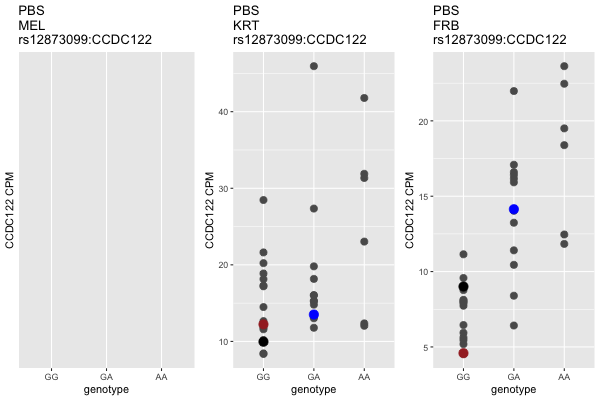 PBS
MEL
rs12873099:CCDC122
CCDC122 CPM
GG GA AA
genotype
PBS
KRT
rs12873099:CCDC122
CCDC122 CPM
40
30
20
10
GG GA AA
genotype
PBS
FRB
rs12873099:CCDC122
CCDC122 CPM
20
15
10
5
GG GA AA
genotype